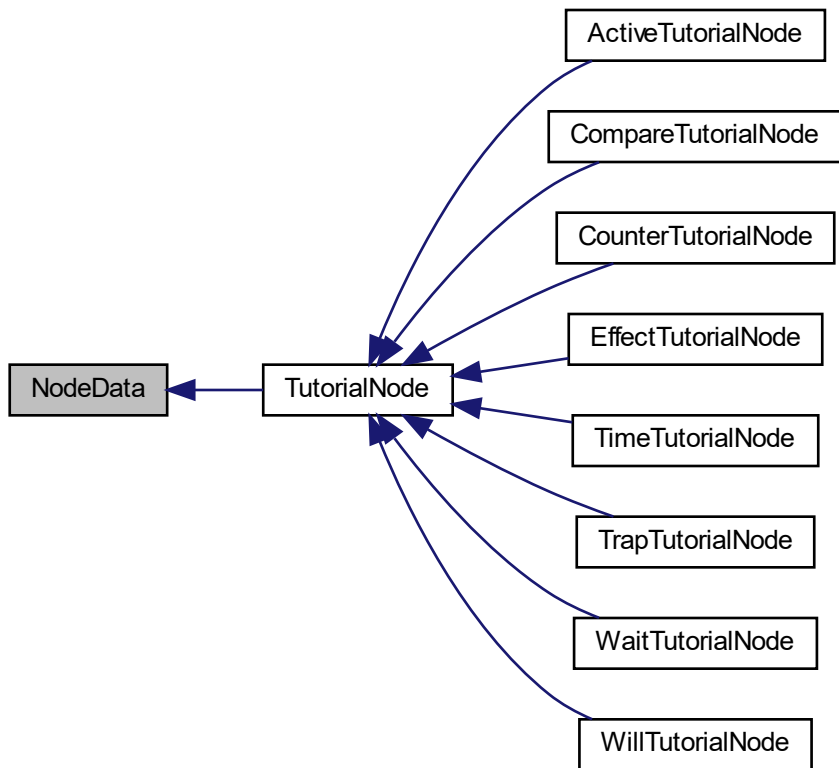 ActiveTutorialNode
CompareTutorialNode
CounterTutorialNode
EffectTutorialNode
NodeData
TutorialNode
TimeTutorialNode
TrapTutorialNode
WaitTutorialNode
WillTutorialNode